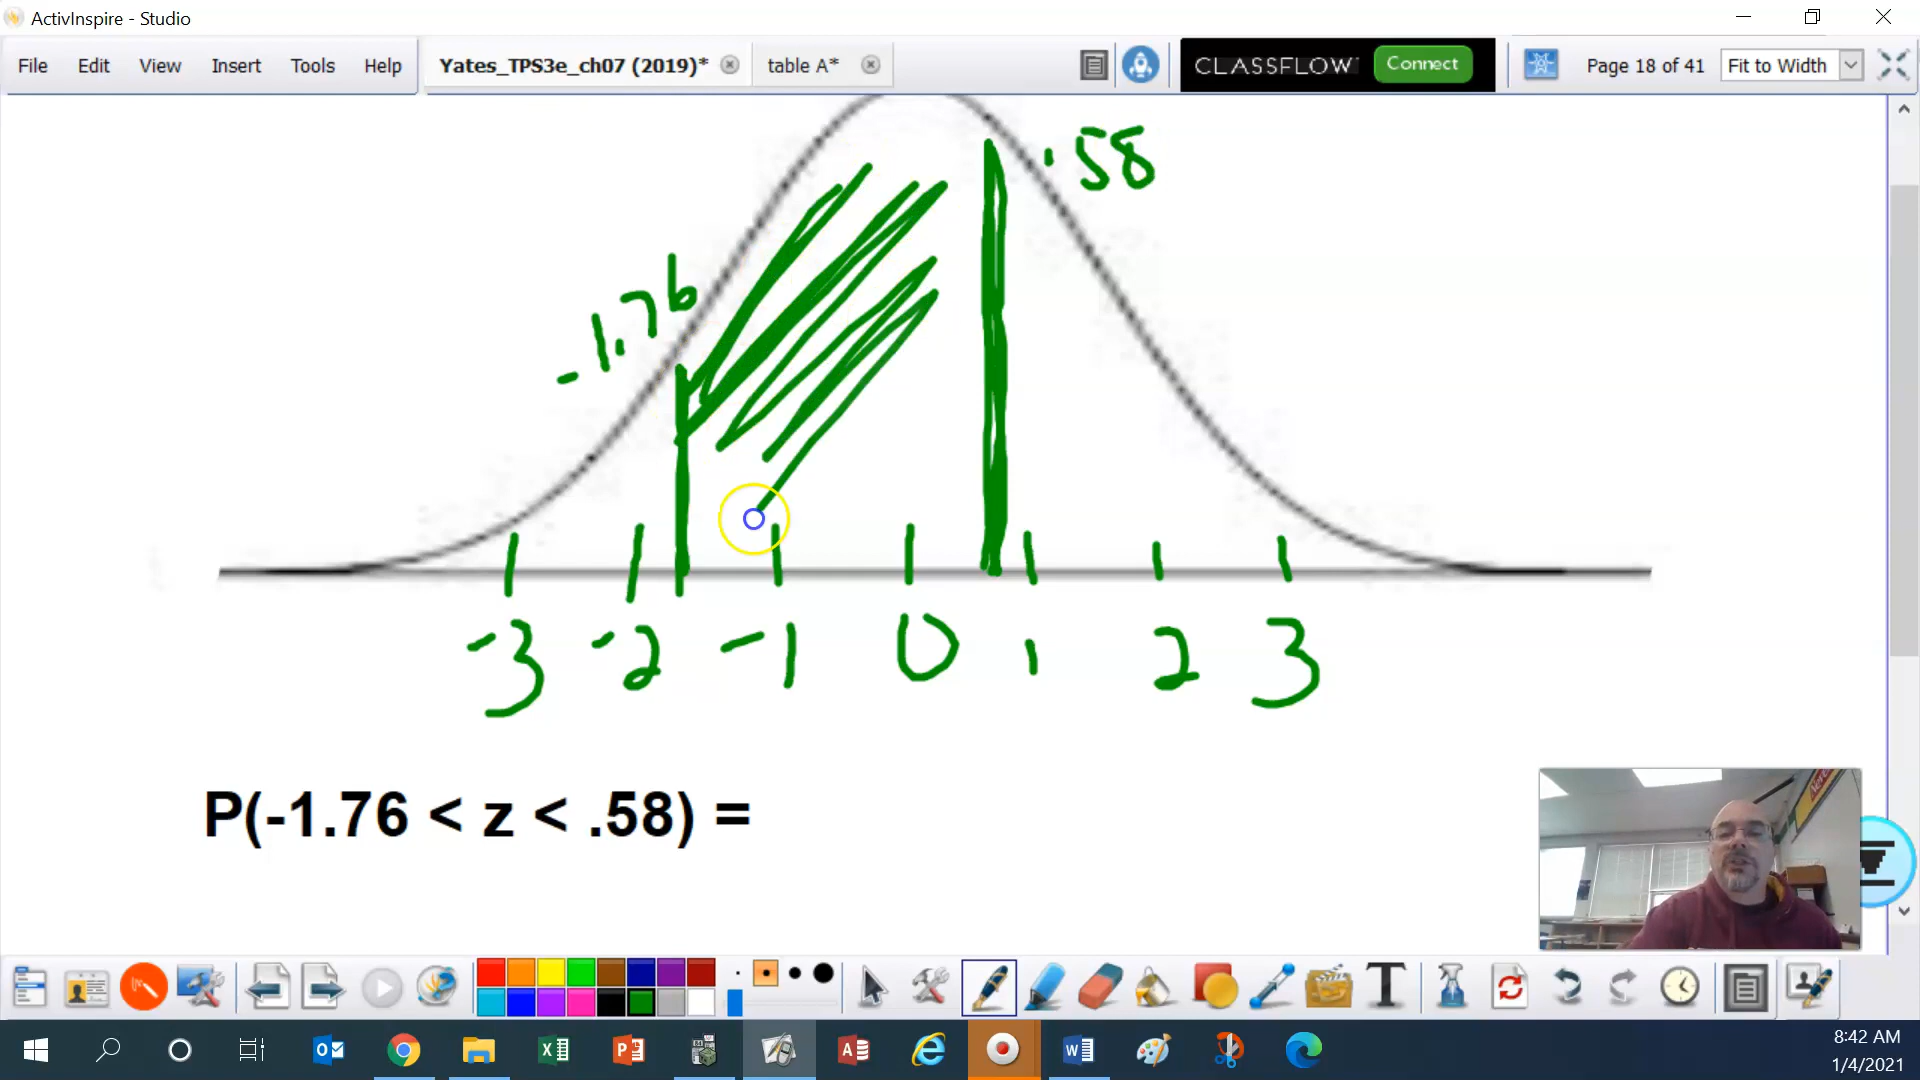 ActivInspire - Studio
File Edit View Insert Tools Help Yates_TPS3e_ch07 (2019)* table A* CLASSFLOW Connect Page 18 of 41 Fit to Width
.58
-1.76
-3 -2 -1 0 1 2 3
P(-1.76 < z < .58) =
8:42 AM
1/4/2021